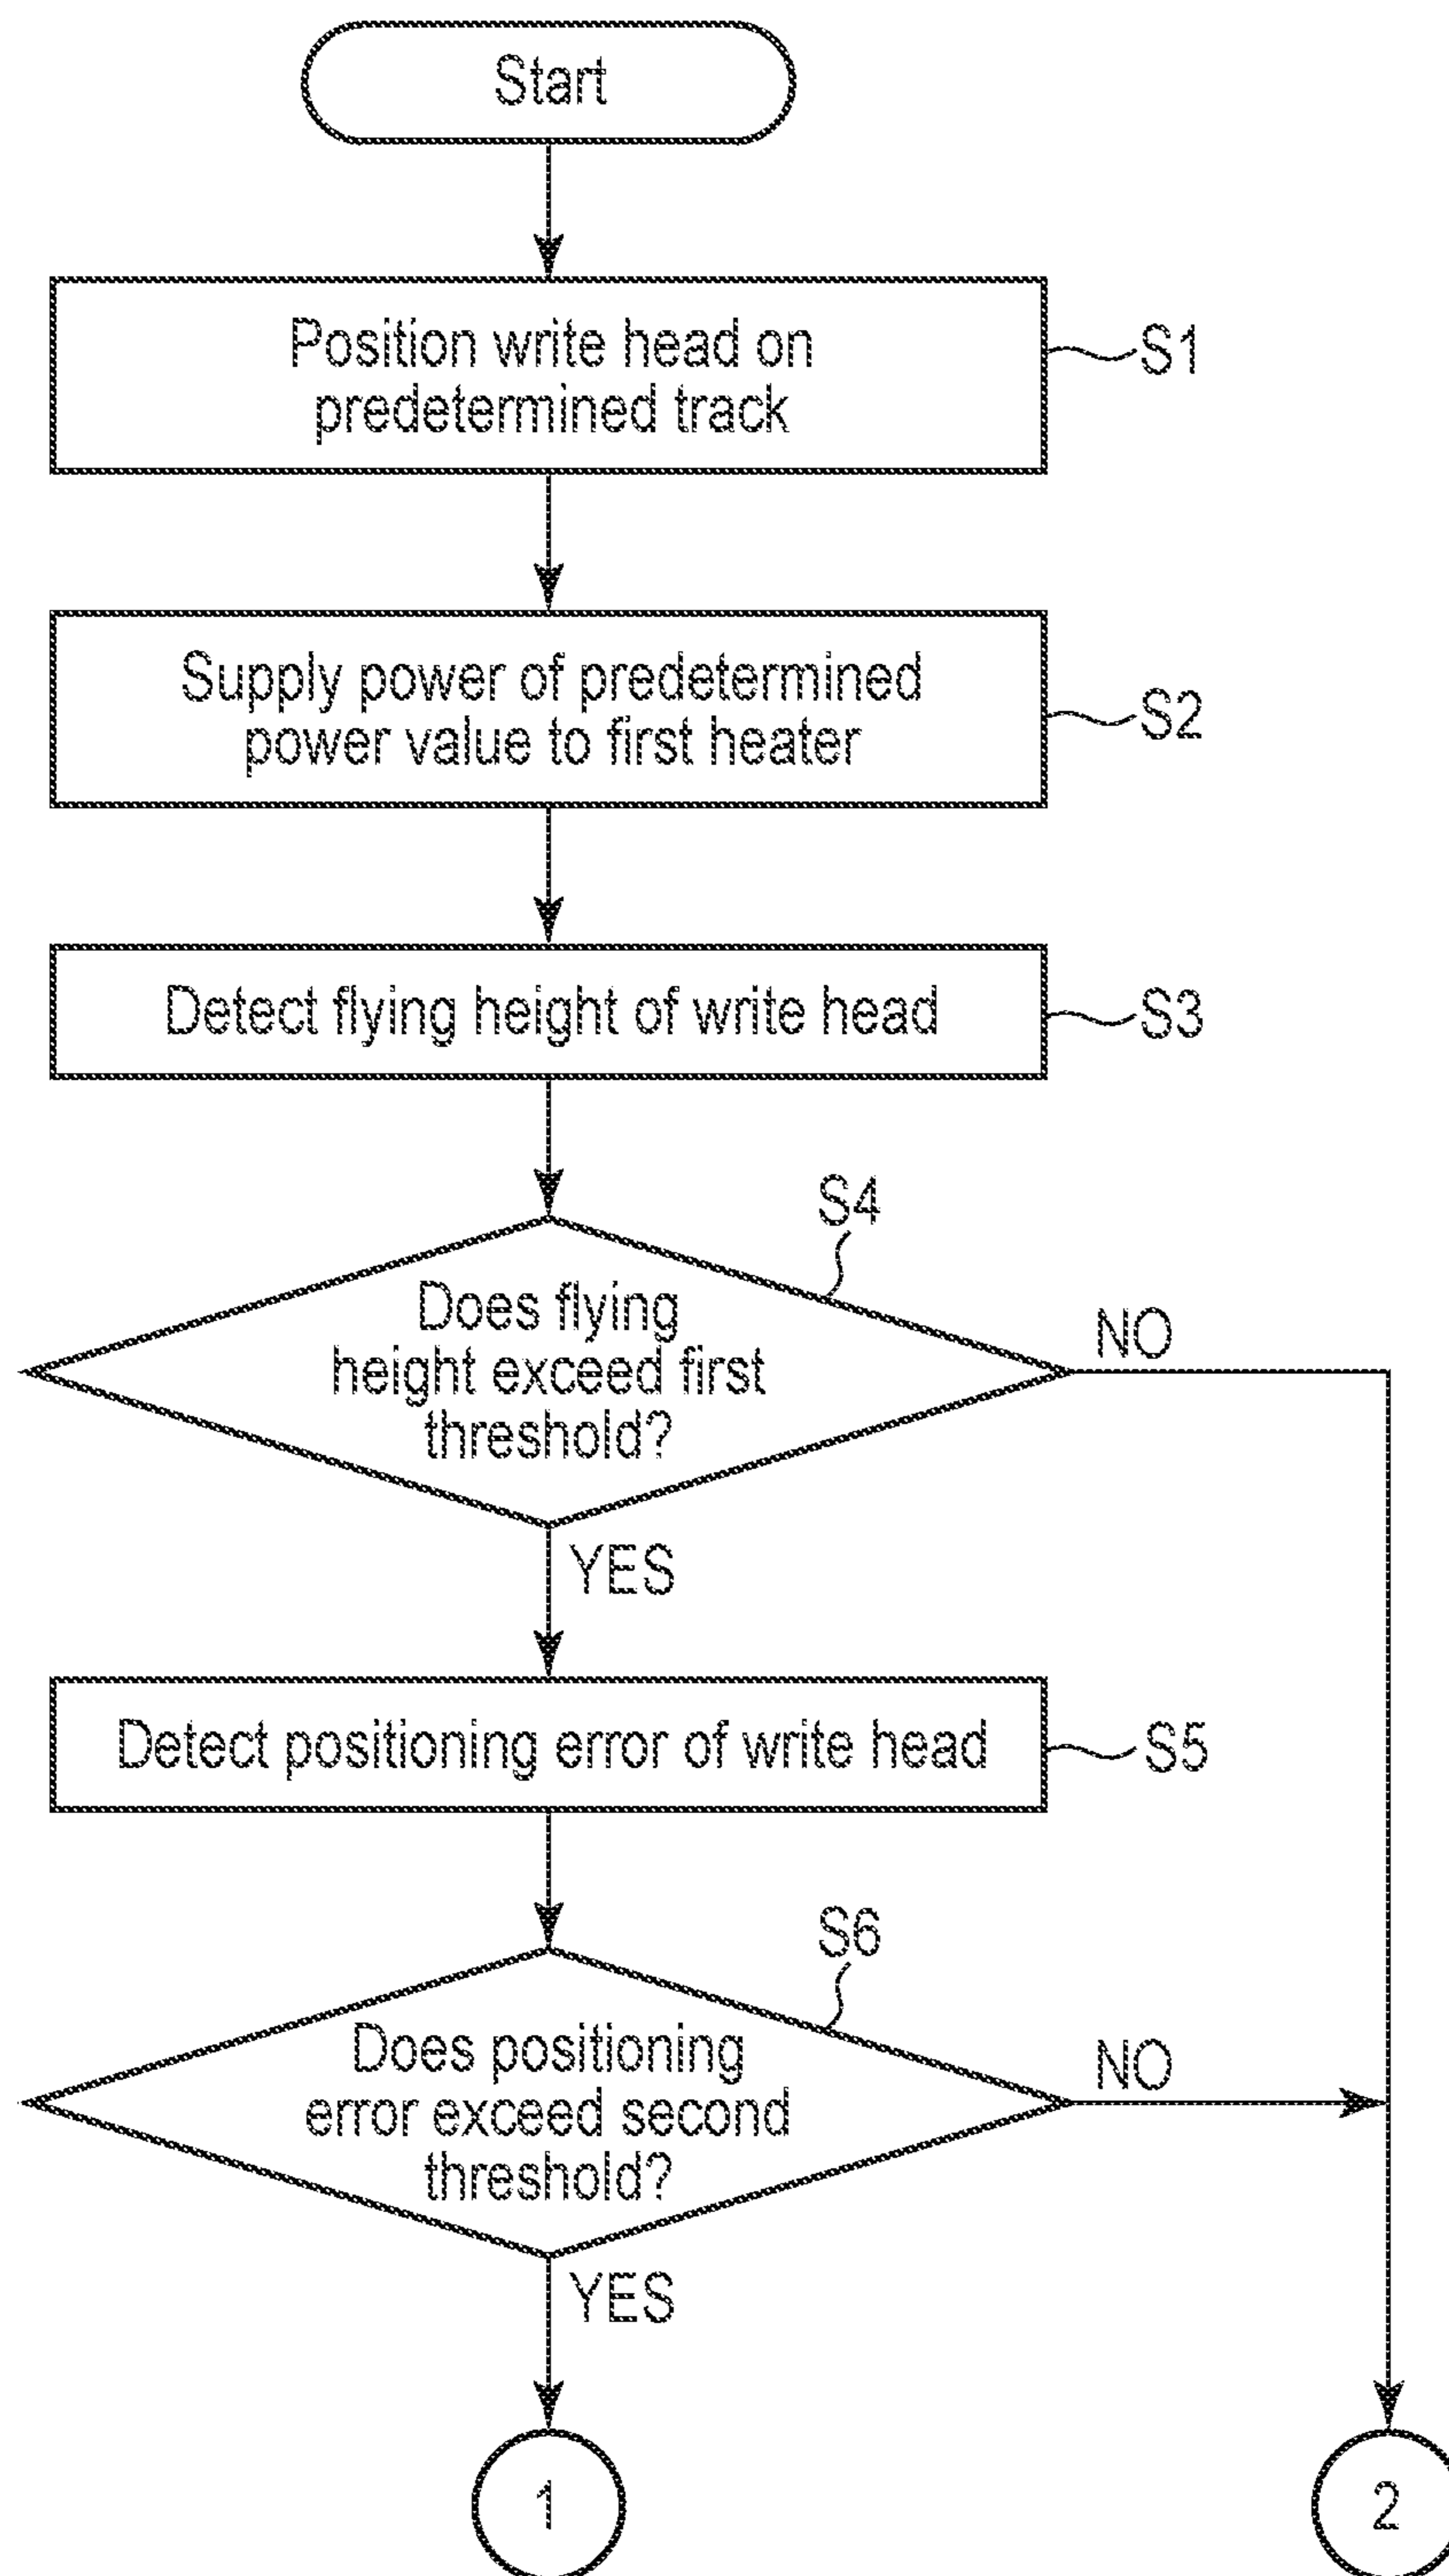 Start
Position write head on
predetermined track
S1
Supply power of predetermined
power value to first heater
S2
Detect flying height of write head
S3
S4
Does flying
height exceed first
threshold?
NO
YES
Detect positioning error of write head
S5
S6
Does positioning
error exceed second
threshold?
NO
YES
1
2